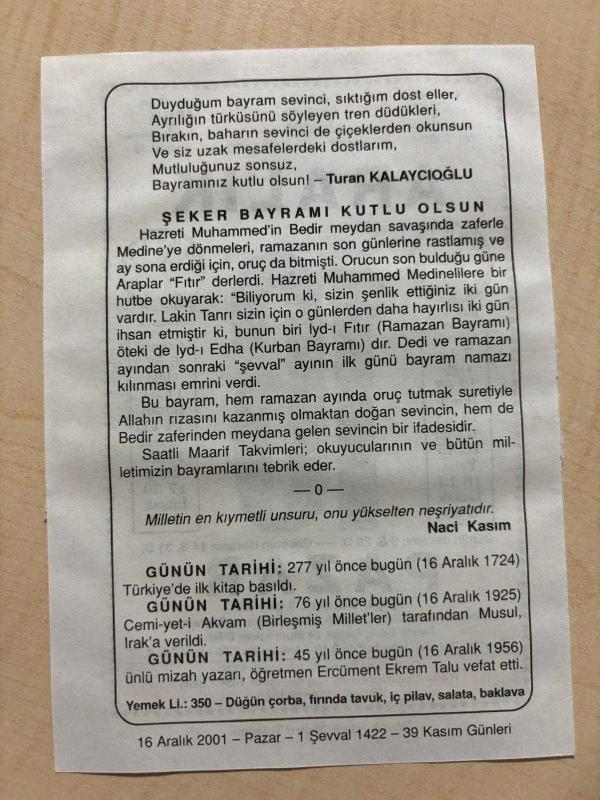 Duyduğum bayram sevinci, sıktığım dost eller,
Ayrılığın türküsünü söyleyen tren düdükleri,
Bırakın, baharın sevinci de çiçeklerden okunsun
Ve siz uzak mesafelerdeki dostlarım,
Mutluluğunuz sonsuz,
Bayramınız kutlu olsun! – Turan KALAYCIOĞLU
ŞEKER BAYRAMI KUTLU OLSUN
Hazreti Muhammed'in Bedir meydan savaşında zaferle
Medine'ye dönmeleri, ramazanın son günlerine rastlamış ve
ay sona erdiği için, oruç da bitmişti. Orucun son bulduğu güne
Araplar "Fıtır" derlerdi. Hazreti Muhammed Medinelilere bir
hutbe okuyarak: "Biliyorum ki, sizin şenlik ettiğiniz iki gün
vardır. Lakin Tanrı sizin için o günlerden daha hayırlısı iki gün
ihsan etmiştir ki, bunun biri Iyd-ı Fıtır (Ramazan Bayramı)
öteki de Iyd-ı Edha (Kurban Bayramı) dır. Dedi ve ramazan
ayından sonraki "şevval" ayının ilk günü bayram namazı
kılınması emrini verdi.
Bu bayram, hem ramazan ayında oruç tutmak suretiyle
Allahın rızasını kazanmış olmaktan doğan sevincin, hem de
Bedir zaferinden meydana gelen sevincin bir ifadesidir.
Saatli Maarif Takvimleri; okuyucularının ve bütün mil-
letimizin bayramlarını tebrik eder.
— 0 —
Milletin en kıymetli unsuru, onu yükselten neşriyatıdır.
Naci Kasım
GÜNÜN TARİHİ: 277 yıl önce bugün (16 Aralık 1724)
Türkiye'de ilk kitap basıldı.
GÜNÜN TARİHİ: 76 yıl önce bugün (16 Aralık 1925)
Cemi-yet-i Akvam (Birleşmiş Millet'ler) tarafından Musul,
Irak'a verildi.
GÜNÜN TARİHİ: 45 yıl önce bugün (16 Aralık 1956)
ünlü mizah yazarı, öğretmen Ercüment Ekrem Talu vefat etti.
Yemek Li.: 350 – Düğün çorba, fırında tavuk, iç pilav, salata, baklava
16 Aralık 2001 – Pazar – 1 Şevval 1422 – 39 Kasım Günleri